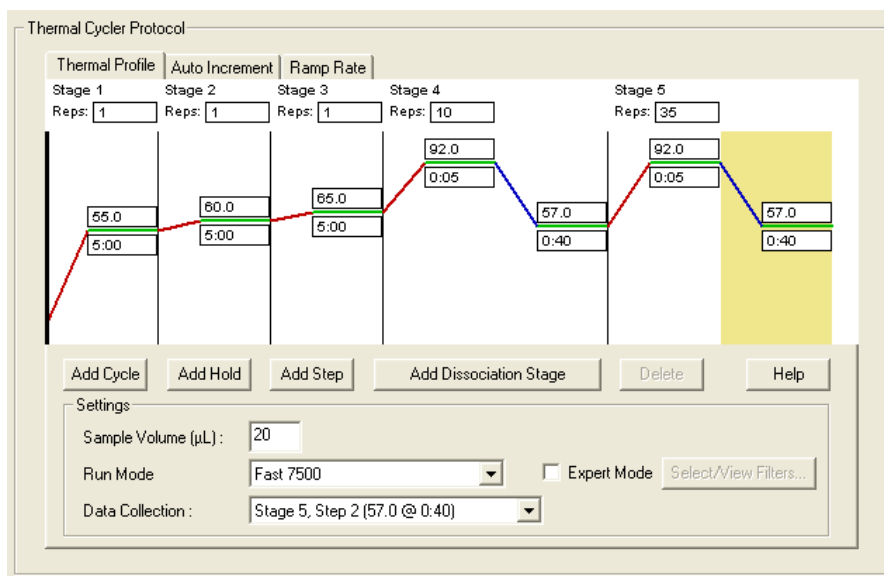 Thermal Cycler Protocol
Thermal Profile Auto Increment Ramp Rate
Stage 1 Stage 2 Stage 3 Stage 4 Stage 5
Reps: 1 Reps: 1 Reps: 1 Reps: 10 Reps: 35
92.0 92.0
0:05 0:05
55.0 60.0 65.0 57.0 57.0
5:00 5:00 5:00 0:40 0:40
Add Cycle Add Hold Add Step Add Dissociation Stage Delete Help
Settings
Sample Volume (µL) : 20
Run Mode Fast 7500 Expert Mode Select/View Filters...
Data Collection : Stage 5, Step 2 (57.0 @ 0:40)